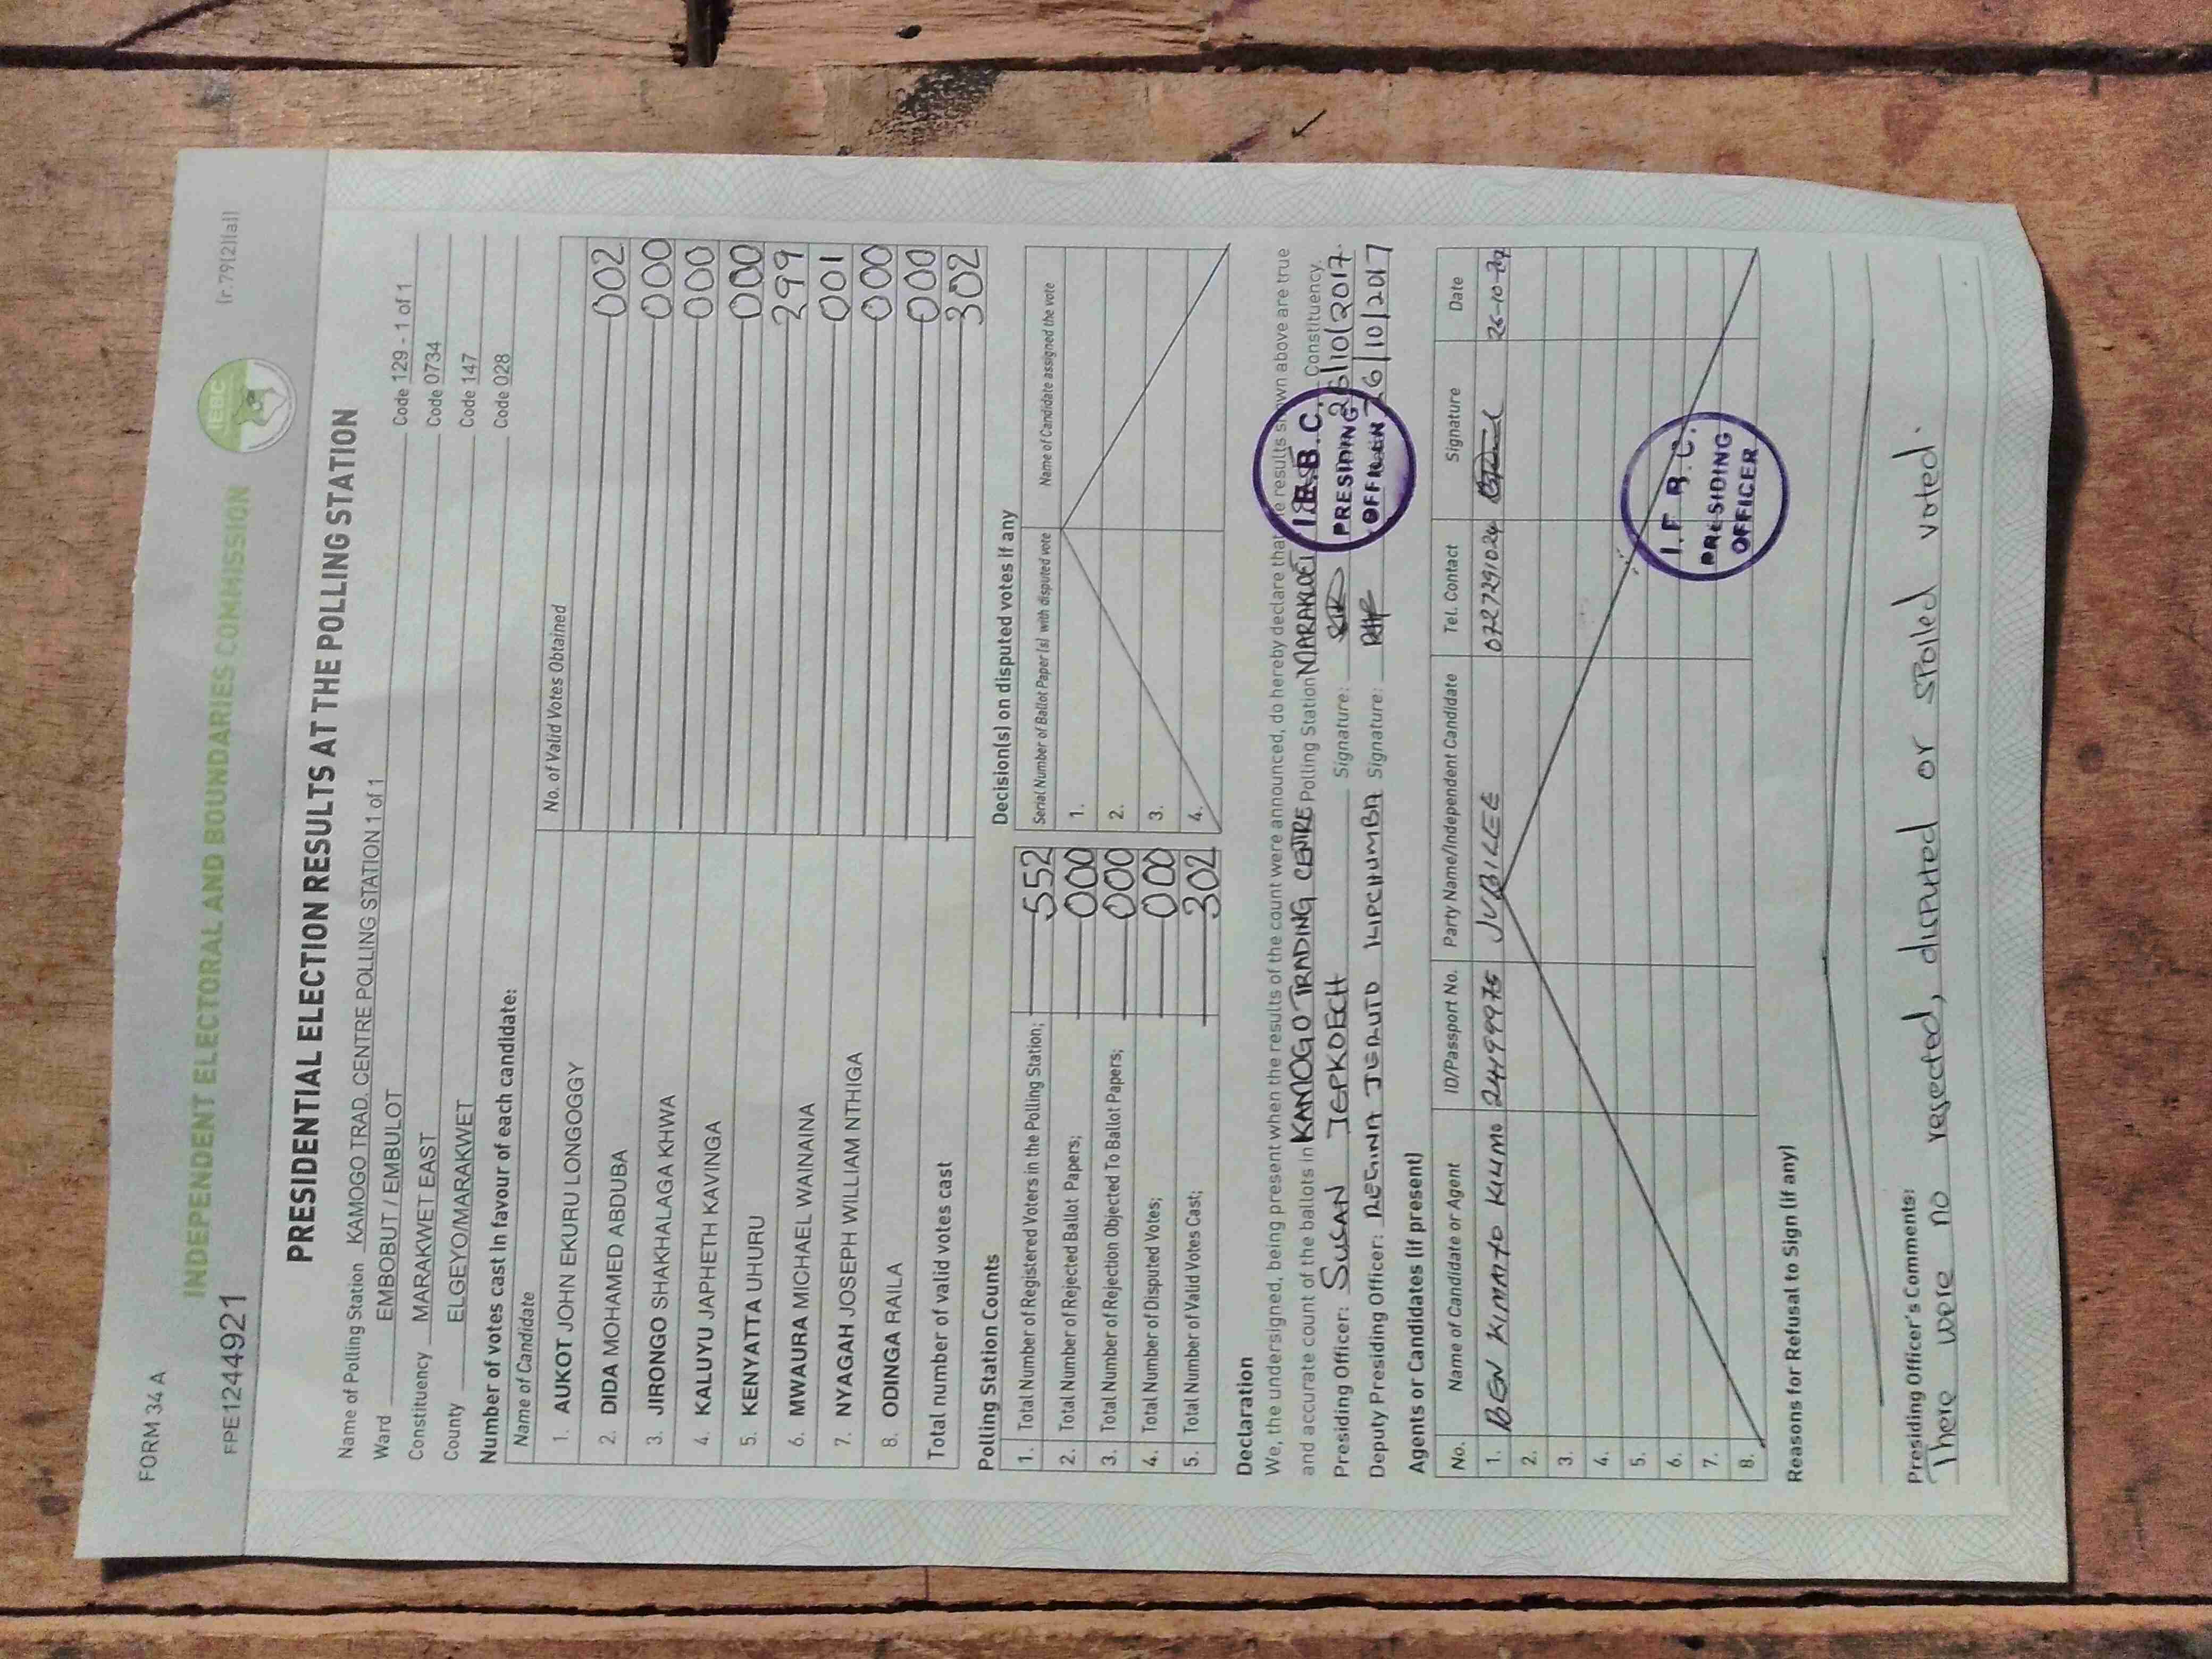 FORM 34 A
FPE1244921
INDEPENDENT ELECTORAL AND BOUNDARIES COMMISSION
IEBC
(r.79(2)(a))
PRESIDENTIAL ELECTION RESULTS AT THE POLLING STATION
Name of Polling Station KAMOGO TRAD. CENTRE POLLING STATION 1 of 1 Code 129 - 1 of 1
Ward EMBOBUT / EMBULOT Code 0734
Constituency MARAKWET EAST Code 147
County ELGEYO/MARAKWET Code 028
Number of votes cast in favour of each candidate:
Name of Candidate No. of Valid Votes Obtained
1. AUKOT JOHN EKURU LONGOGGY 002
2. DIDA MOHAMED ABDUBA 000
3. JIRONGO SHAKHALAGA KHWA 000
4. KALUYU JAPHETH KAVINGA 000
5. KENYATTA UHURU 299
6. MWAURA MICHAEL WAINAINA 001
7. NYAGAH JOSEPH WILLIAM NTHIGA 000
8. ODINGA RAILA 000
Total number of valid votes cast 302
Polling Station Counts
1. Total Number of Registered Voters in the Polling Station; 552
2. Total Number of Rejected Ballot Papers; 000
3. Total Number of Rejection Objected To Ballot Papers; 000
4. Total Number of Disputed Votes; 000
5. Total Number of Valid Votes Cast; 302
Decision(s) on disputed votes if any
Serial Number of Ballot Paper (s) with disputed vote Name of Candidate assigned the vote
1.
2.
3.
4.
Declaration
We, the undersigned, being present when the results of the count were announced, do hereby declare that the results shown above are true
and accurate count of the ballots in KAMOGO TRADING CENTRE Polling Station Constituency.
Presiding Officer: SUSAN JEPKOECH Signature: 26/10/2017
Deputy Presiding Officer: REGINA JERUTO KIPCHUMBA Signature: 26/10/2017
I.E.B.C.
PRESIDING
OFFICER
Agents or Candidates (if present)
No. Name of Candidate or Agent ID/Passport No. Party Name/Independent Candidate Tel. Contact Signature Date
1. BEN KIMAIYO 24499975 JUBILEE 0727291024
2.
3.
4.
5.
6.
7.
8.
I.E.B.C.
PRESIDING
OFFICER
Reasons for Refusal to Sign (if any)
Presiding Officer's Comments:
There were no rejected, disputed or spoiled voted.